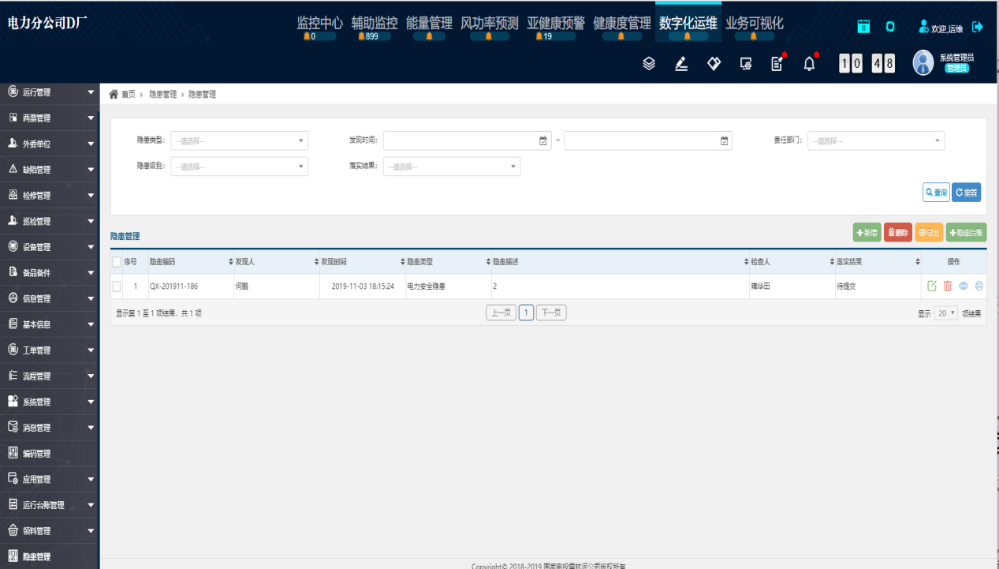 电力分公司D厂
监控中心 辅助监控 能量管理 风功率预测 亚健康预警 健康度管理 数字化运维 业务可视化
0 899 19
欢迎,运维
10:48
系统管理员
管理员
运行管理
两票管理
外委单位
缺陷管理
检修管理
巡检管理
设备管理
备品备件
信息管理
基本信息
工单管理
流程管理
系统管理
消息管理
编码管理
应用管理
运行台账管理
领料管理
隐患管理
首页 隐患管理 隐患管理
隐患类型: --请选择-- 发现时间: ~ 责任部门: --请选择--
隐患级别: --请选择-- 落实结果: --请选择--
查询 重置
隐患管理
新增 删除 导出 隐患台账
序号 隐患编码 发现人 发现时间 隐患类型 隐患描述 检查人 落实结果 操作
1 QX-201911-186 何鹏 2019-11-03 18:15:24 电力安全隐患 2 雍华田 待提交
显示第 1 至 1 项结果, 共 1 项 上一页 1 下一页 显示 20 项结果
Copyright© 2018-2019 国家电投霍林河公司版权所有